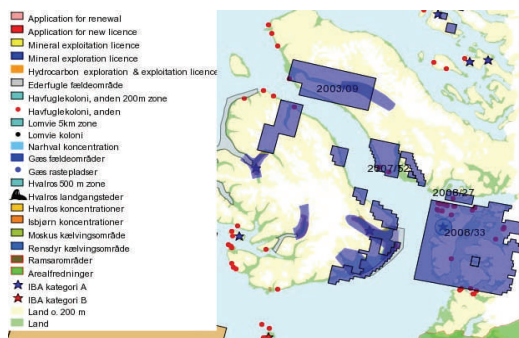 Application for renewal
Application for new licence
Mineral exploitation licence
Mineral exploration licence
Hydrocarbon exploration & exploitation licence
Ederfugle fældeområde
Havfuglekoloni, anden 200m zone
Havfuglekoloni, anden
Lomvie 5km zone
Lomvie koloni
Narhval koncentration
Gæs fældeområder
Gæs rastepladser
Hvalros 500 m zone
Hvalros landgangsteder
Hvalros koncentrationer
Isbjørn koncentrationer
Moskus kælvingsområde
Rensdyr kælvingsområde
Ramsarområder
Arealfredninger
IBA kategori A
IBA kategori B
Land o. 200 m
Land
2003/09
2007/52
2008/27
2008/33